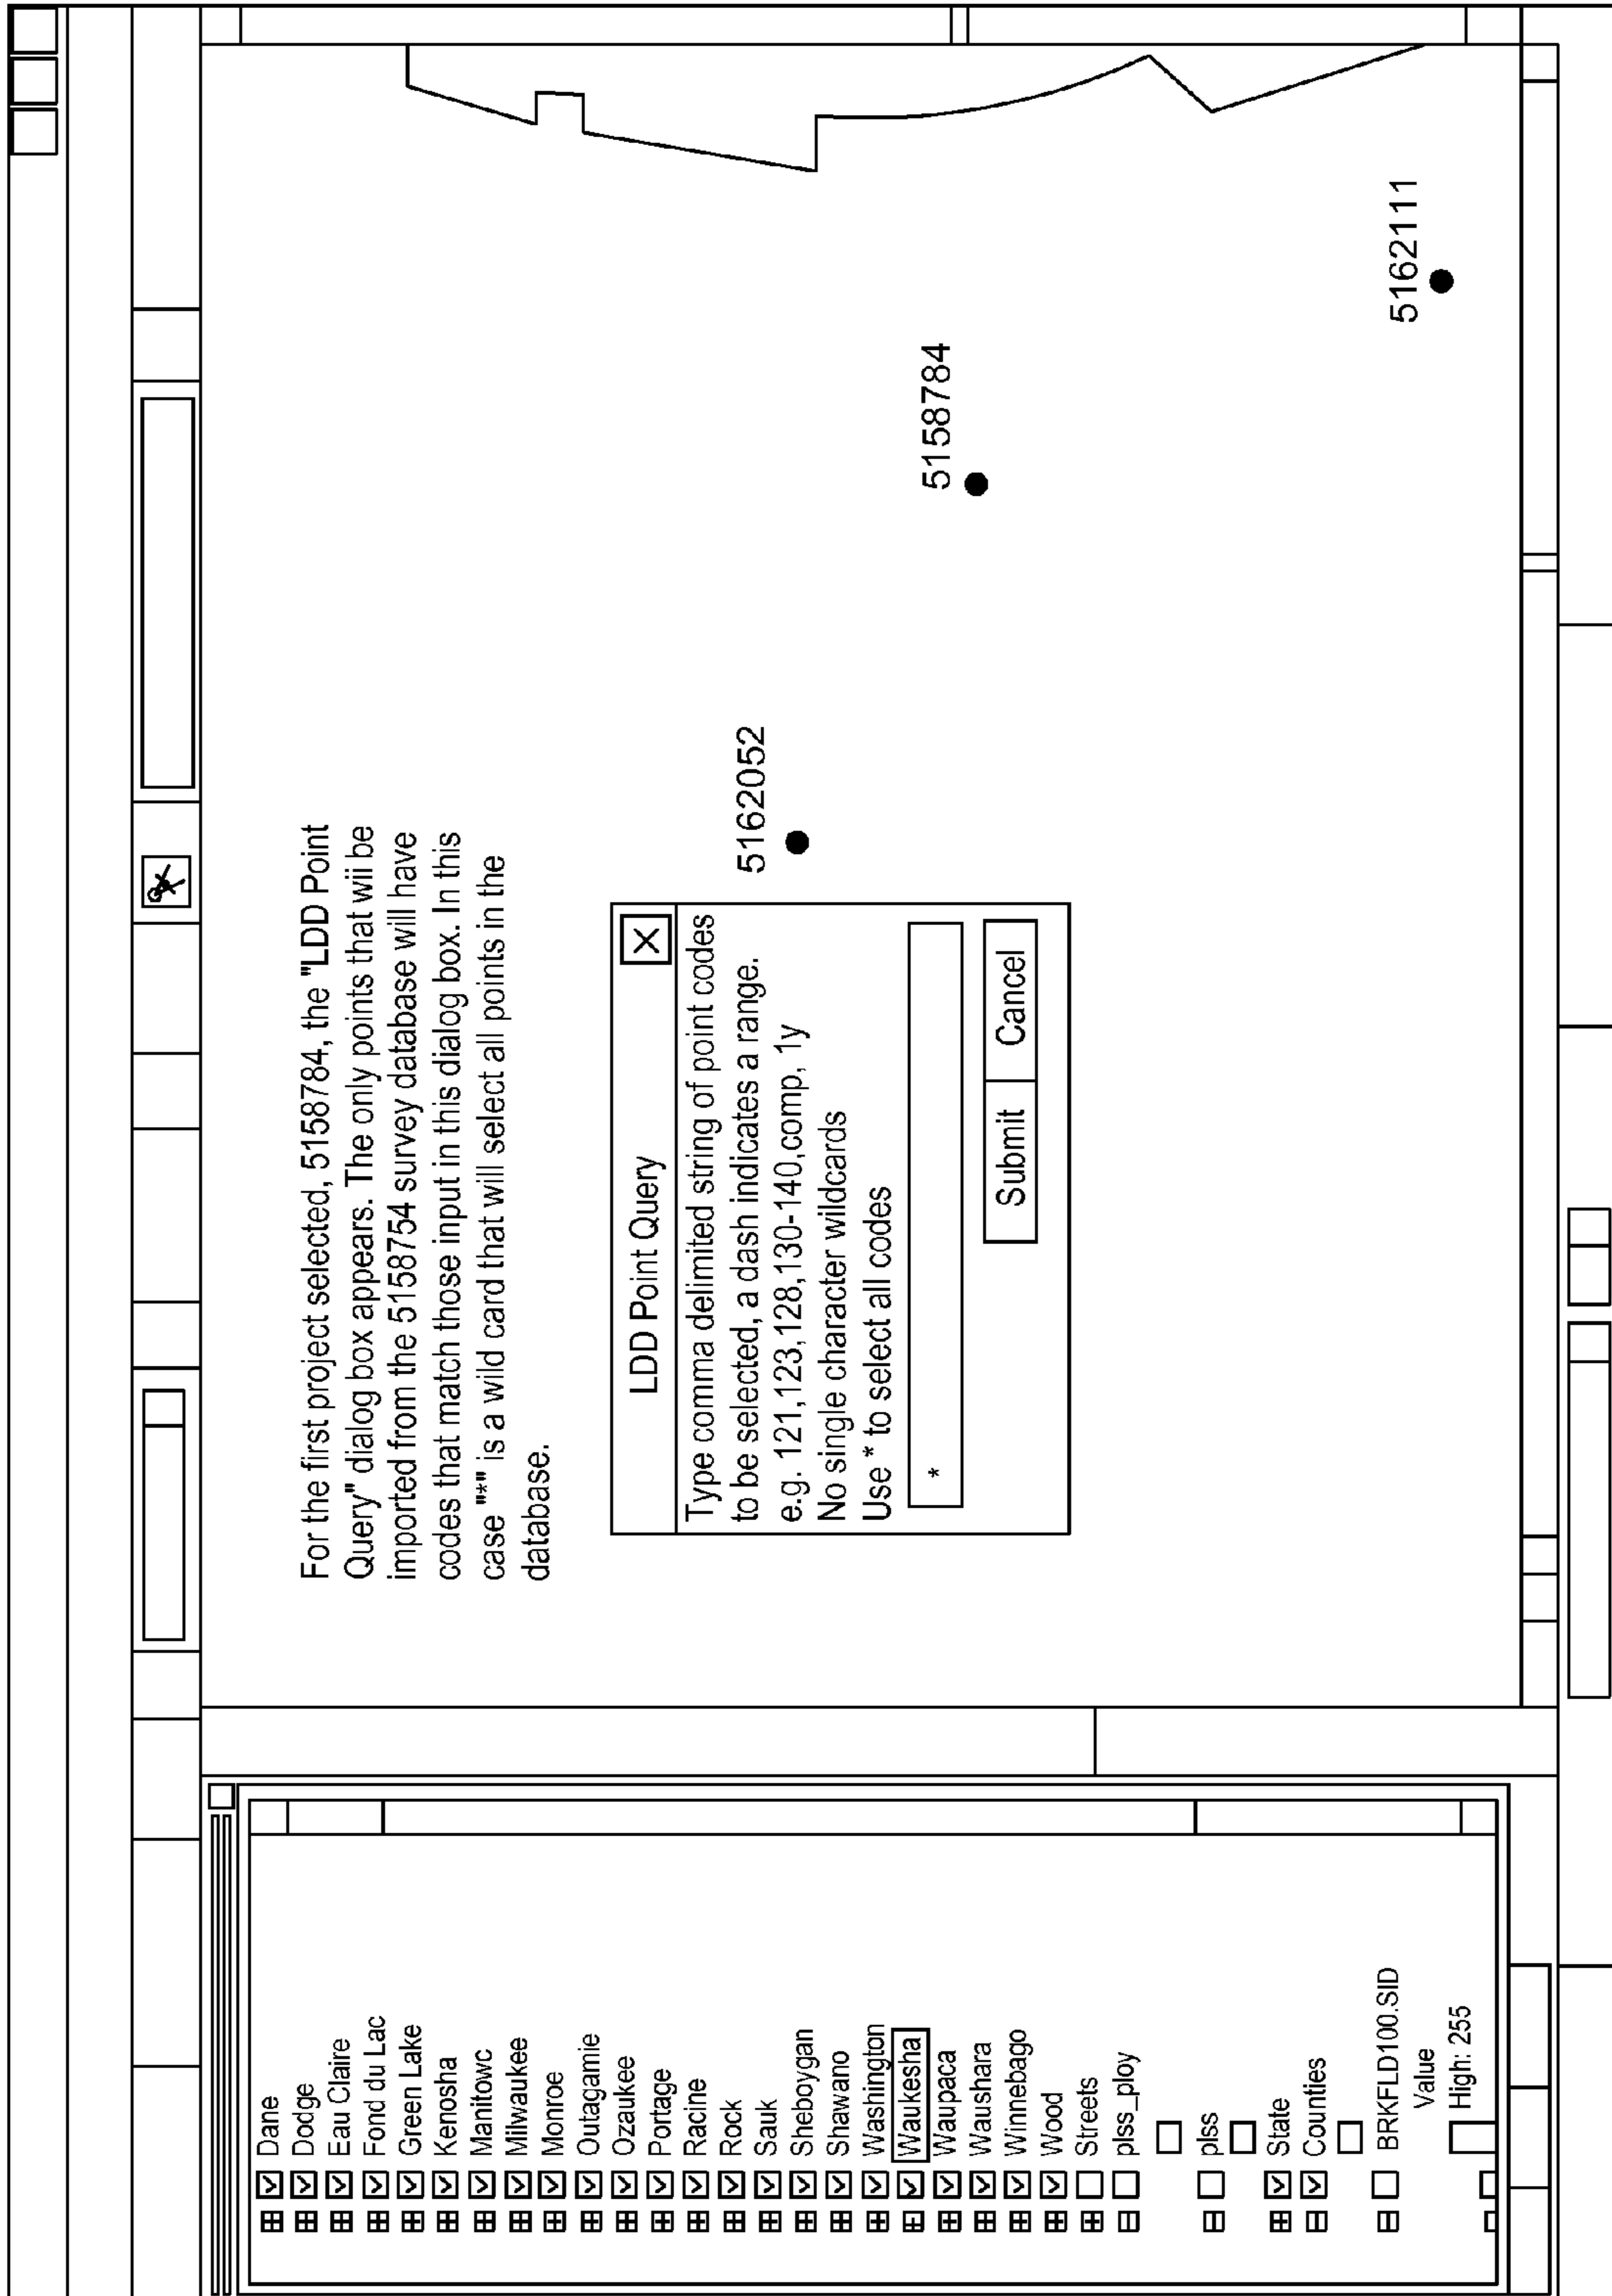 Dane
Dodge
Eau Claire
Fond du Lac
Green Lake
Kenosha
Manitowc
Milwaukee
Monroe
Outagamie
Ozaukee
Portage
Racine
Rock
Sauk
Sheboygan
Shawano
Washington
Waukesha
Waupaca
Waushara
Winnebago
Wood
Streets
plss_ploy
plss
State
Counties
BRKFLD100.SID
Value
High: 255
For the first project selected, 5158784, the "LDD Point
Query" dialog box appears. The only points that wii be
imported from the 5158754 survey database will have
codes that match those input in this dialog box. In this
case "*" is a wild card that will select all points in the
database.
LDD Point Query
Type comma delimited string of point codes
to be selected, a dash indicates a range.
e.g. 121,123,128,130-140,comp, 1y
No single character wildcards
Use * to select all codes
*
Submit Cancel
5162052
5158784
5162111